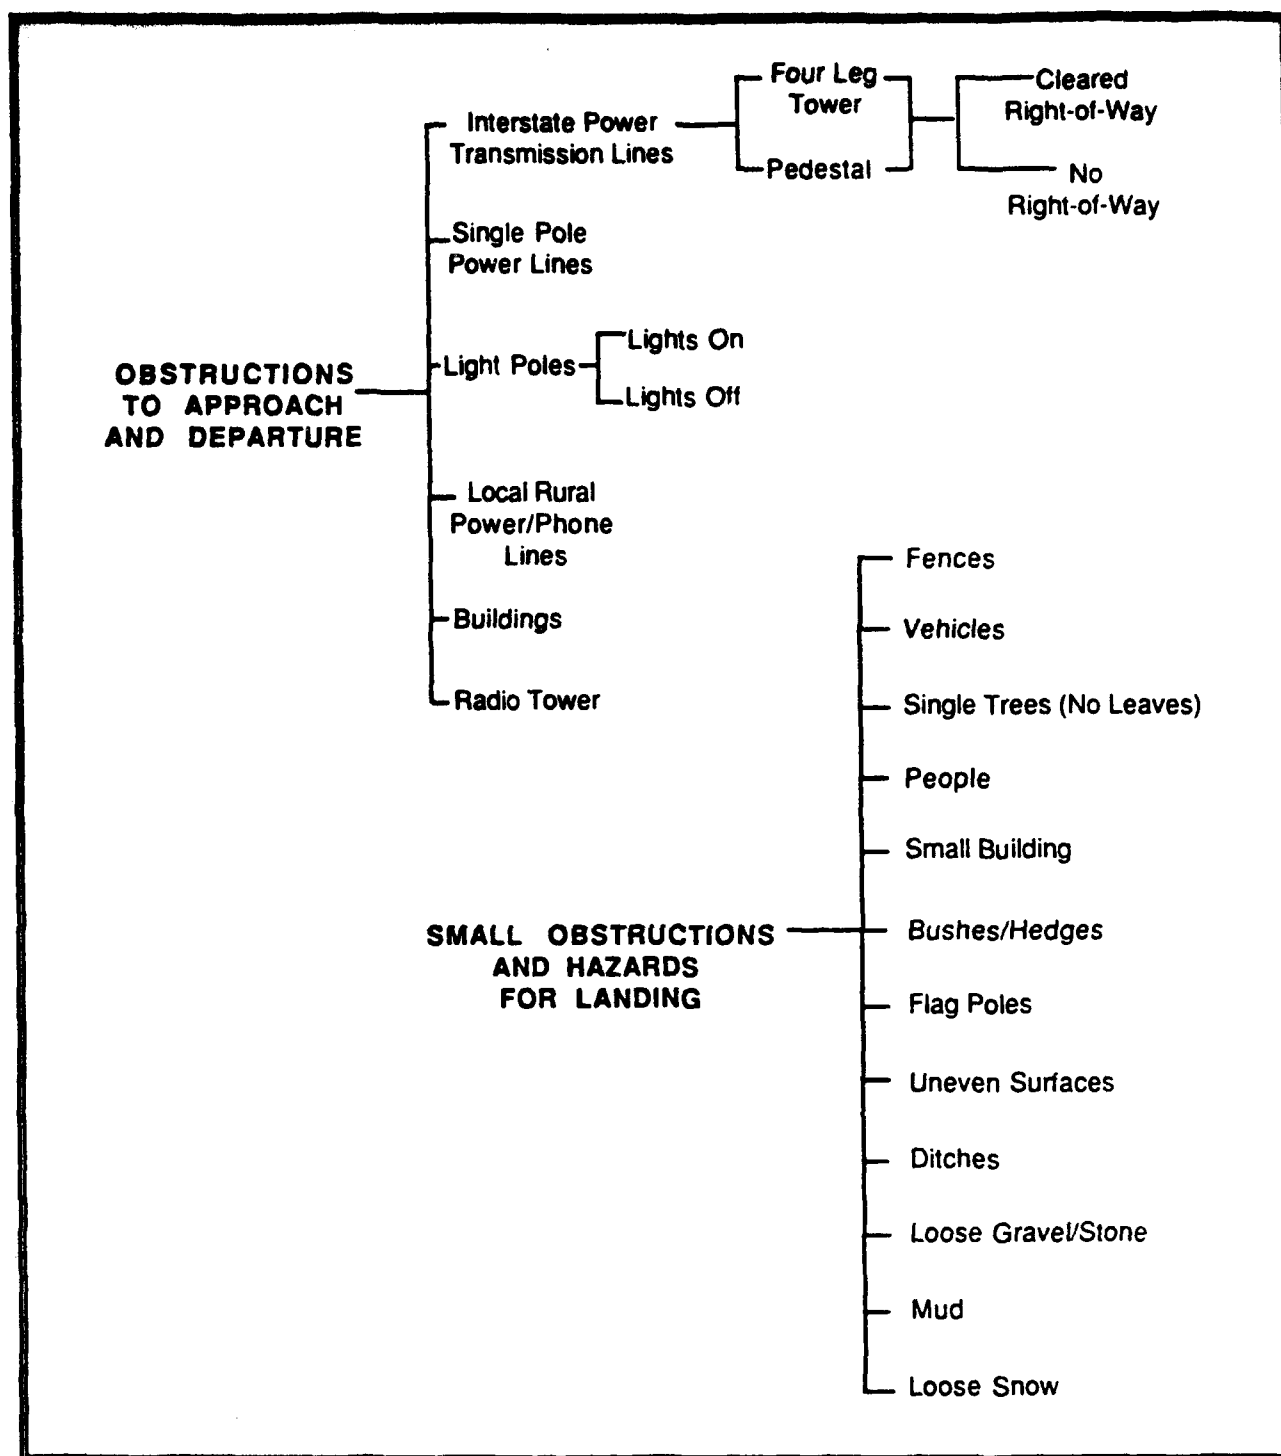 Four Leg
Tower
Cleared
Right-of-Way
Interstate Power
Transmission Lines
Pedestal
No
Right-of-Way
Single Pole
Power Lines
Light Poles
Lights On
Lights Off
OBSTRUCTIONS
TO APPROACH
AND DEPARTURE
Local Rural
Power/Phone
Lines
Buildings
Radio Tower
Fences
Vehicles
Single Trees (No Leaves)
People
Small Building
SMALL OBSTRUCTIONS
AND HAZARDS
FOR LANDING
Bushes/Hedges
Flag Poles
Uneven Surfaces
Ditches
Loose Gravel/Stone
Mud
Loose Snow